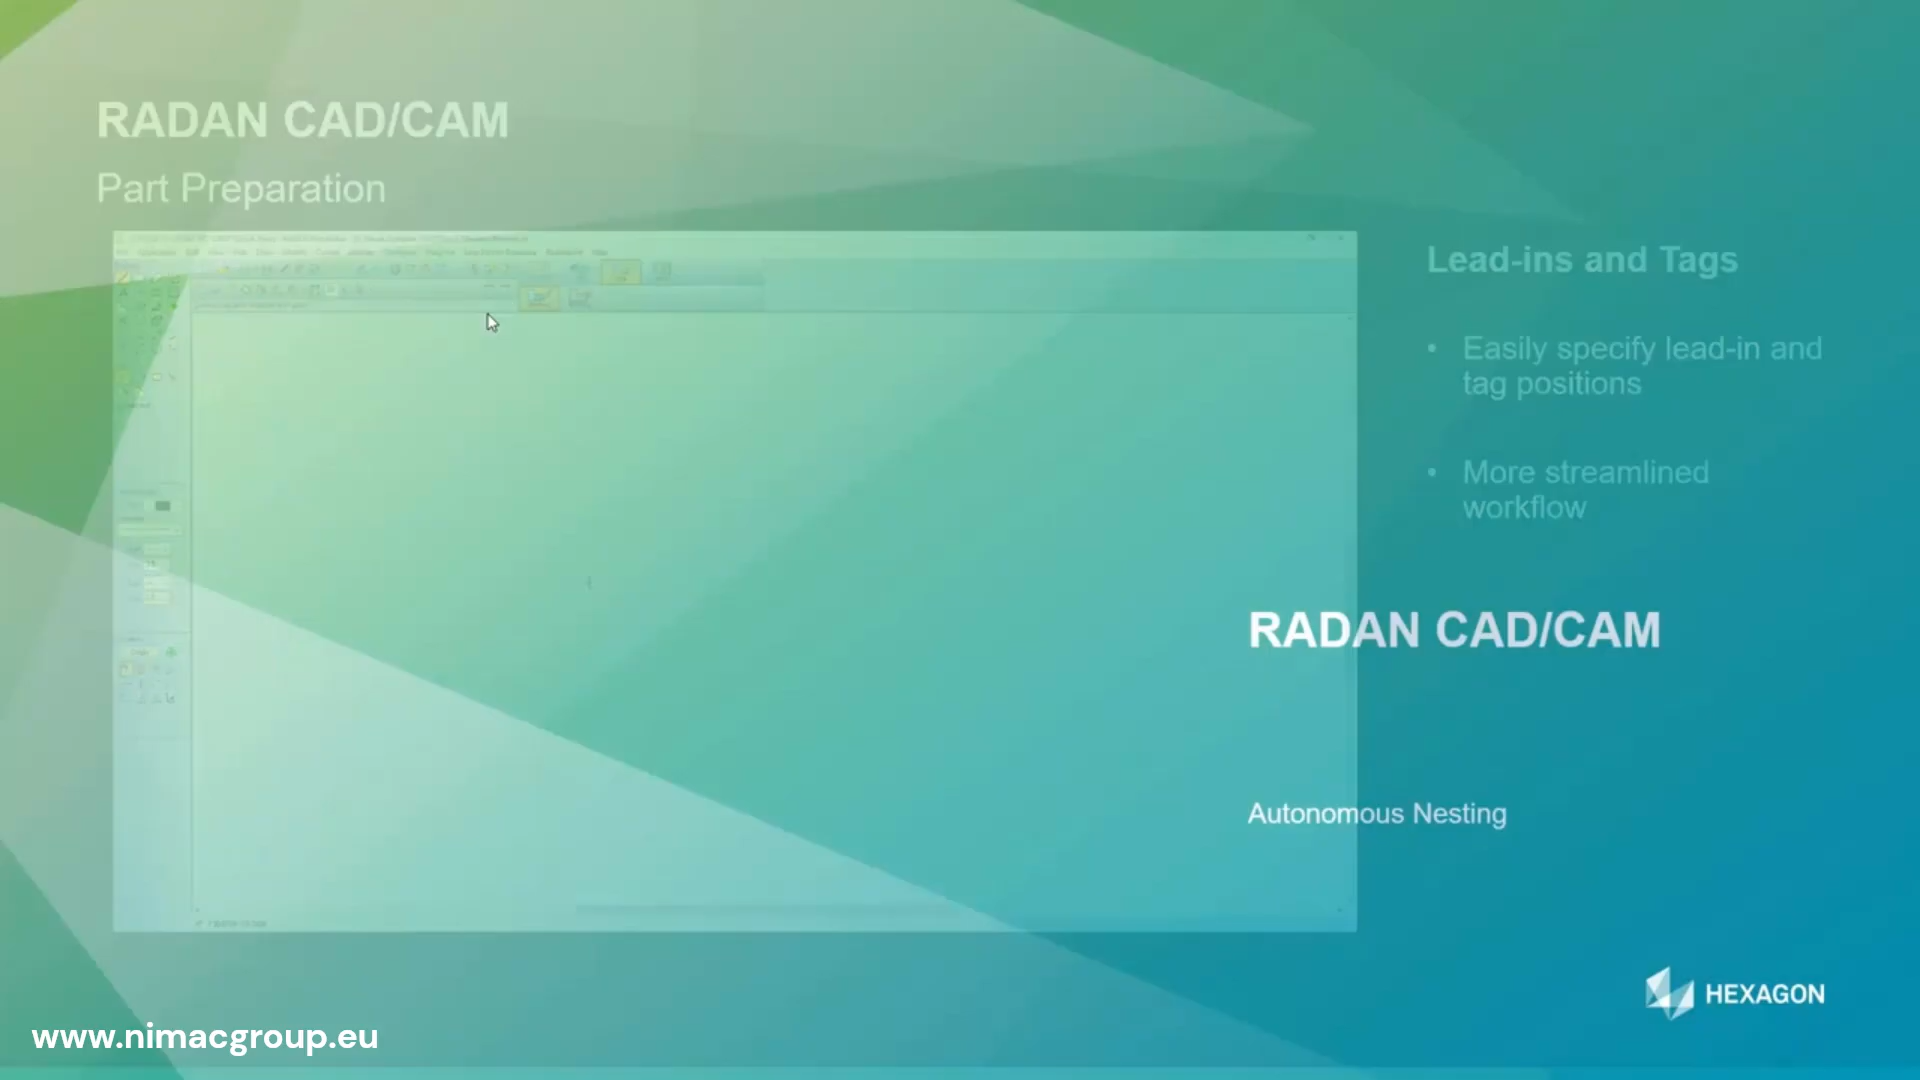 RADAN CAD/CAM
Part Preparation
Lead-ins and Tags
• Easily specify lead-in and
tag positions
• More streamlined
workflow
RADAN CAD/CAM
Autonomous Nesting
HEXAGON
www.nimacgroup.eu